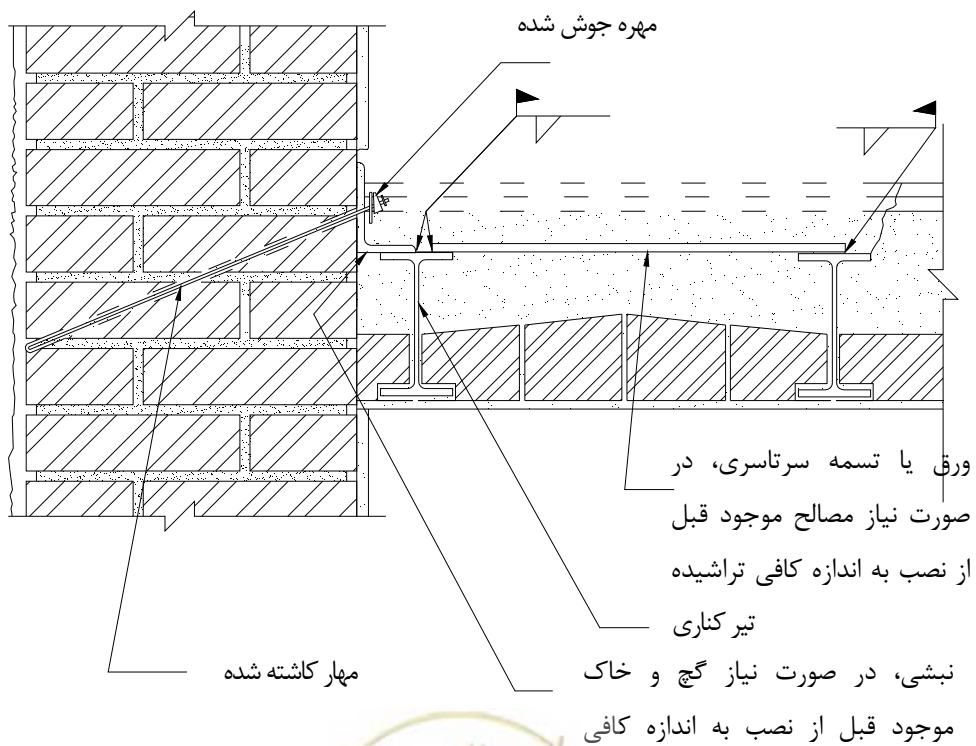 مهره جوش شده
ورق یا تسمه سرتاسری، در
صورت نیاز مصالح موجود قبل
از نصب به اندازه کافی تراشیده
تیر کناری
مهار کاشته شده
نبشی، در صورت نیاز گچ و خاک
موجود قبل از نصب به اندازه کافی